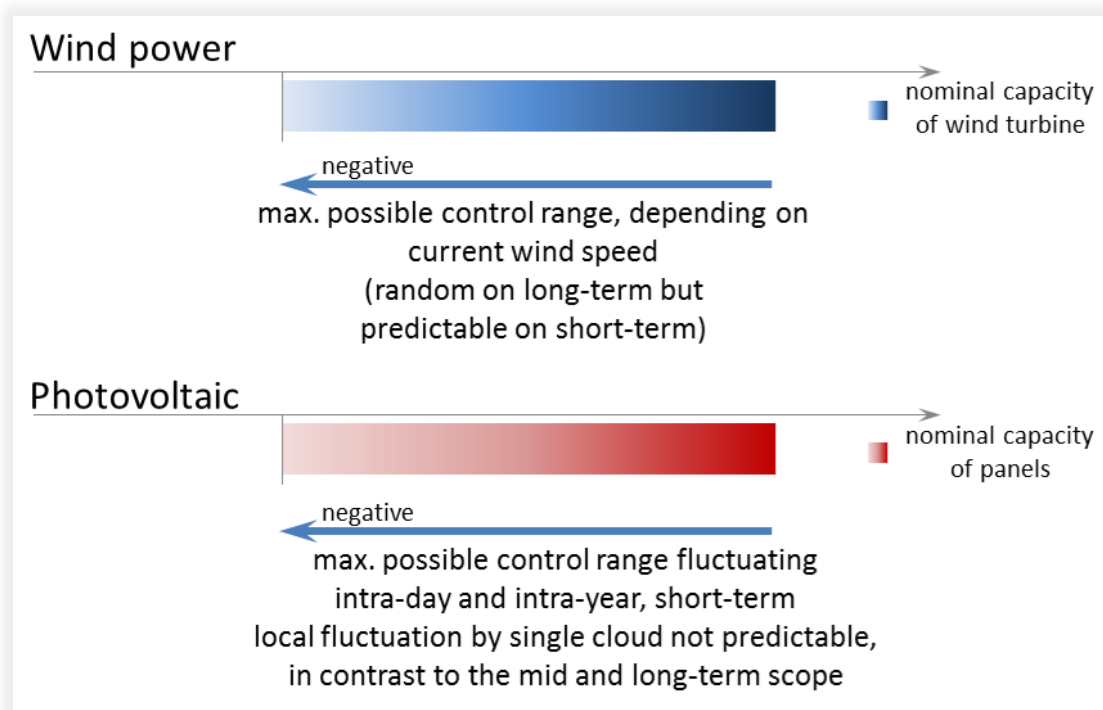 Wind power
nominal capacity
of wind turbine
negative
max. possible control range, depending on
current wind speed
(random on long-term but
predictable on short-term)
Photovoltaic
nominal capacity
of panels
negative
max. possible control range fluctuating
intra-day and intra-year, short-term
local fluctuation by single cloud not predictable,
in contrast to the mid and long-term scope